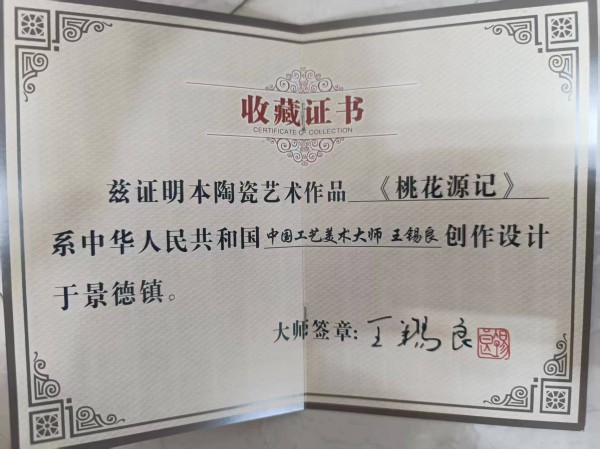 收藏证书
CERTIFICATE OF COLLECTION
兹证明本陶瓷艺术作品《桃花源记》
系中华人民共和国中国工艺美术大师 王锡良创作设计
于景德镇。
大师签章:王锡良